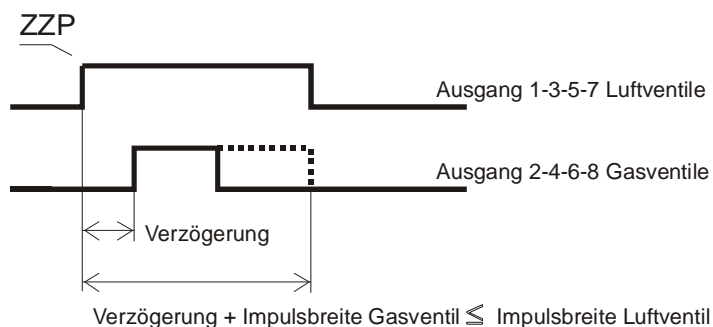 ZZP
Ausgang 1-3-5-7 Luftventile
Ausgang 2-4-6-8 Gasventile
Verzögerung
Verzögerung + Impulsbreite Gasventil ≦ Impulsbreite Luftventil